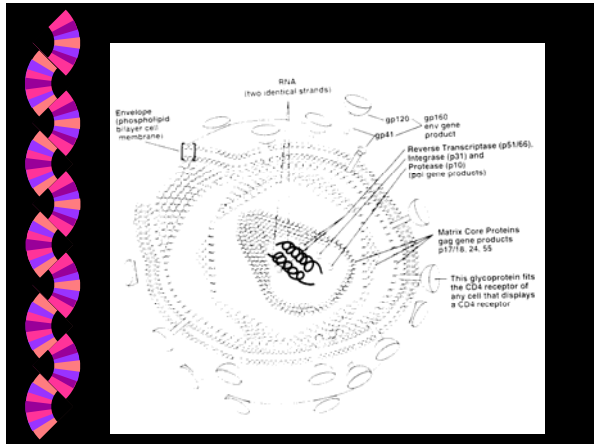 RNA
(two identical strands)
Envelope
(phospholipid
bilayer cell
membrane)
gp120
gp41
gp160
env gene
product
Reverse Transcriptase (p51/66),
Integrase (p31) and
Protease (p10)
(pol gene products)
Matrix Core Proteins
gag gene products
p17/18, 24, 55
This glycoprotein fits
the CD4 receptor of
any cell that displays
a CD4 receptor